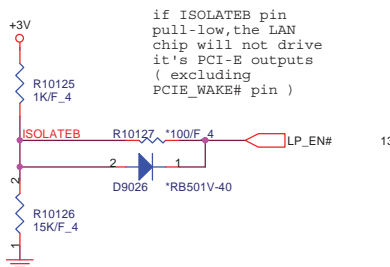 if ISOLATEB pin
pull-low,the LAN
chip will not drive
it's PCI-E outputs
( excluding
PCIE_WAKE# pin )
+3V
R10125
1K/F_4
ISOLATEB
R10127
*100/F_4
LP_EN#
13
2
1
D9026
*RB501V-40
2
R10126
15K/F_4
1